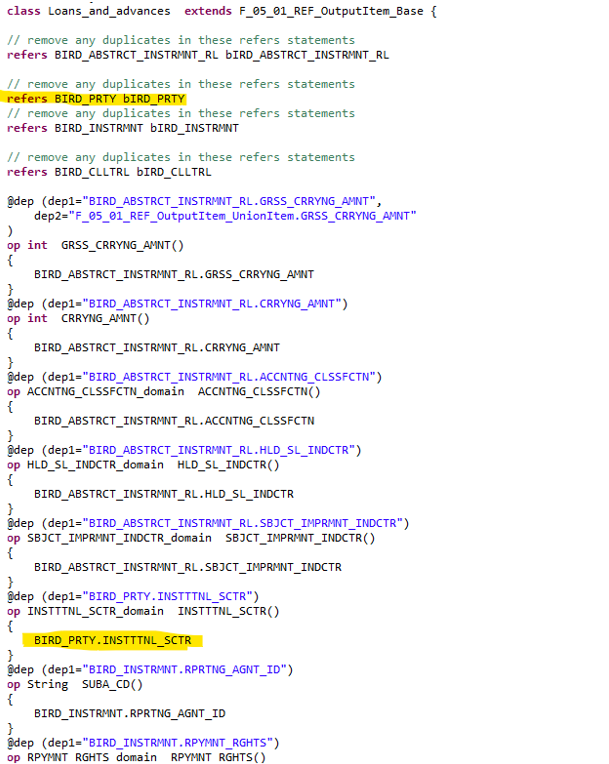 class Loans_and_advances  extends F_05_01_REF_OutputItem_Base {
// remove any duplicates in these refers statements
refers BIRD_ABSTRCT_INSTRMNT_RL bIRD_ABSTRCT_INSTRMNT_RL
// remove any duplicates in these refers statements
refers BIRD_PRTY bIRD_PRTY
// remove any duplicates in these refers statements
refers BIRD_INSTRMNT bIRD_INSTRMNT
// remove any duplicates in these refers statements
refers BIRD_CLLTRL bIRD_CLLTRL
@dep (dep1="BIRD_ABSTRCT_INSTRMNT_RL.GRSS_CRRYNG_AMNT",
dep2="F_05_01_REF_OutputItem_UnionItem.GRSS_CRRYNG_AMNT"
)
op int  GRSS_CRRYNG_AMNT()
{
BIRD_ABSTRCT_INSTRMNT_RL.GRSS_CRRYNG_AMNT
}
@dep (dep1="BIRD_ABSTRCT_INSTRMNT_RL.CRRYNG_AMNT")
op int  CRRYNG_AMNT()
{
BIRD_ABSTRCT_INSTRMNT_RL.CRRYNG_AMNT
}
@dep (dep1="BIRD_ABSTRCT_INSTRMNT_RL.ACCNTNG_CLSSFCTN")
op ACCNTNG_CLSSFCTN_domain  ACCNTNG_CLSSFCTN()
{
BIRD_ABSTRCT_INSTRMNT_RL.ACCNTNG_CLSSFCTN
}
@dep (dep1="BIRD_ABSTRCT_INSTRMNT_RL.HLD_SL_INDCTR")
op HLD_SL_INDCTR_domain  HLD_SL_INDCTR()
{
BIRD_ABSTRCT_INSTRMNT_RL.HLD_SL_INDCTR
}
@dep (dep1="BIRD_ABSTRCT_INSTRMNT_RL.SBJCT_IMPRMNT_INDCTR")
op SBJCT_IMPRMNT_INDCTR_domain  SBJCT_IMPRMNT_INDCTR()
{
BIRD_ABSTRCT_INSTRMNT_RL.SBJCT_IMPRMNT_INDCTR
}
@dep (dep1="BIRD_PRTY.INSTTTNL_SCTR")
op INSTTTNL_SCTR_domain  INSTTTNL_SCTR()
{
BIRD_PRTY.INSTTTNL_SCTR
}
@dep (dep1="BIRD_INSTRMNT.RPRTNG_AGNT_ID")
op String  SUBA_CD()
{
BIRD_INSTRMNT.RPRTNG_AGNT_ID
}
@dep (dep1="BIRD_INSTRMNT.RPYMNT_RGHTS")
op RPYMNT_RGHTS_domain  RPYMNT_RGHTS()